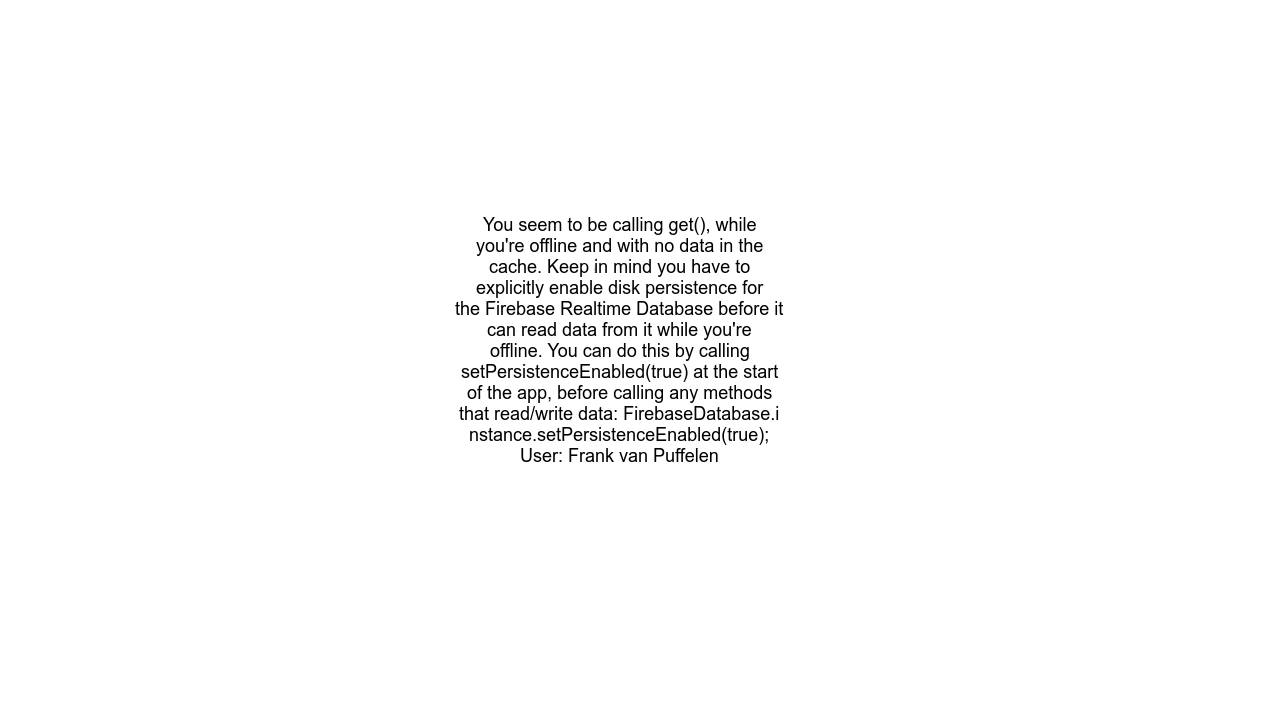 You seem to be calling get(), while
you're offline and with no data in the
cache. Keep in mind you have to
explicitly enable disk persistence for
the Firebase Realtime Database before it
can read data from it while you're
offline. You can do this by calling
setPersistenceEnabled(true) at the start
of the app, before calling any methods
that read/write data: FirebaseDatabase.i
nstance.setPersistenceEnabled(true);
User: Frank van Puffelen